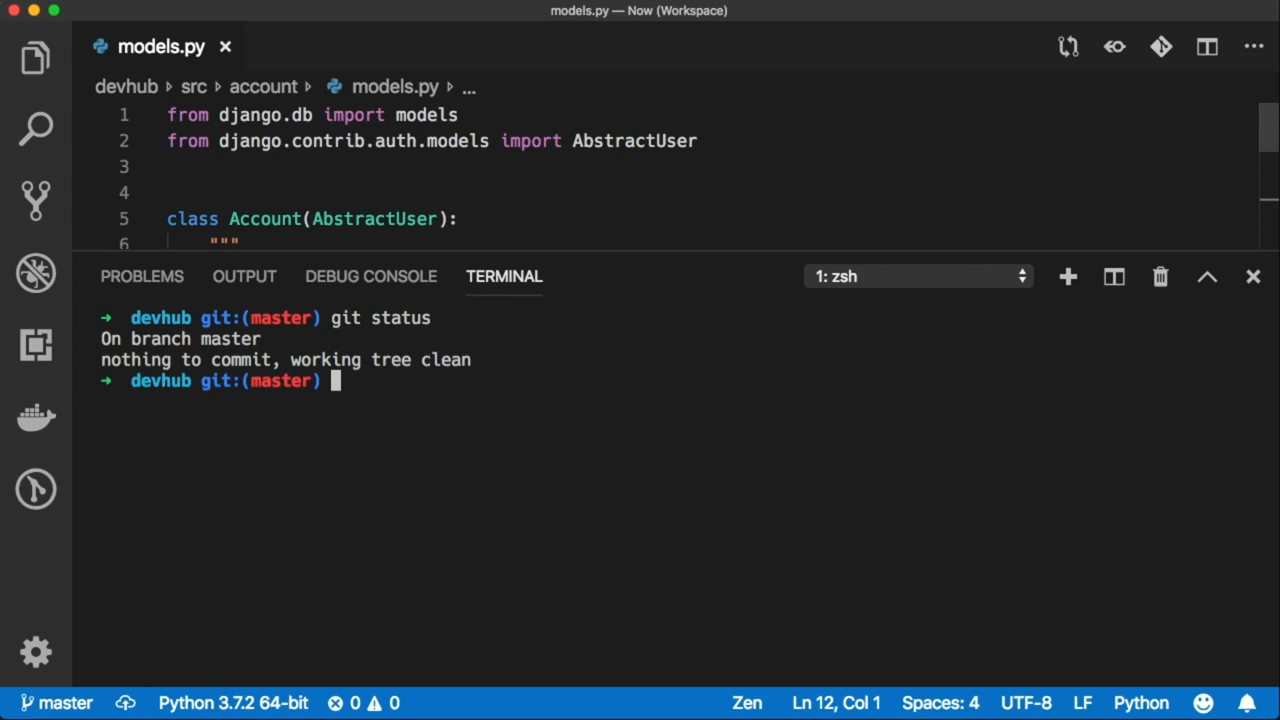 models.py — Now (Workspace)
models.py
devhub src account models.py ...
1 from django.db import models
2 from django.contrib.auth.models import AbstractUser
3
4
5 class Account(AbstractUser):
6 """
PROBLEMS OUTPUT DEBUG CONSOLE TERMINAL 1: zsh
→ devhub git:(master) git status
On branch master
nothing to commit, working tree clean
→ devhub git:(master)
master Python 3.7.2 64-bit 0 0 Zen Ln 12, Col 1 Spaces: 4 UTF-8 LF Python